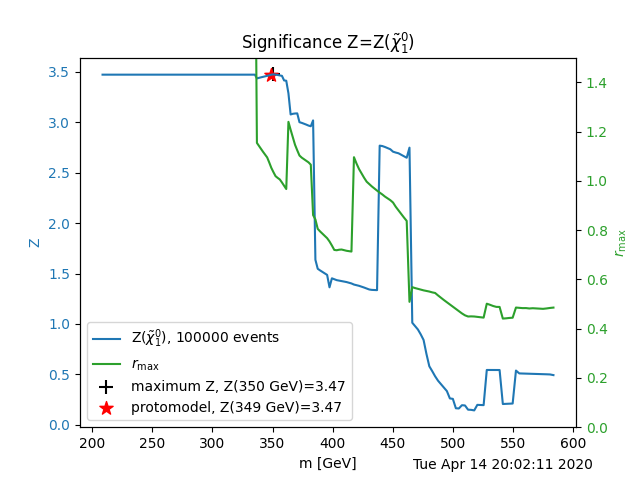 Significance Z=Z(χ̃₁⁰)
3.5
3.0
2.5
2.0
1.5
1.0
0.5
0.0
Z
1.4
1.2
1.0
0.8
0.6
0.4
0.2
0.0
r_max
Z(χ̃₁⁰), 100000 events
r_max
maximum Z, Z(350 GeV)=3.47
protomodel, Z(349 GeV)=3.47
200 250 300 350 400 450 500 550 600
m [GeV]
Tue Apr 14 20:02:11 2020